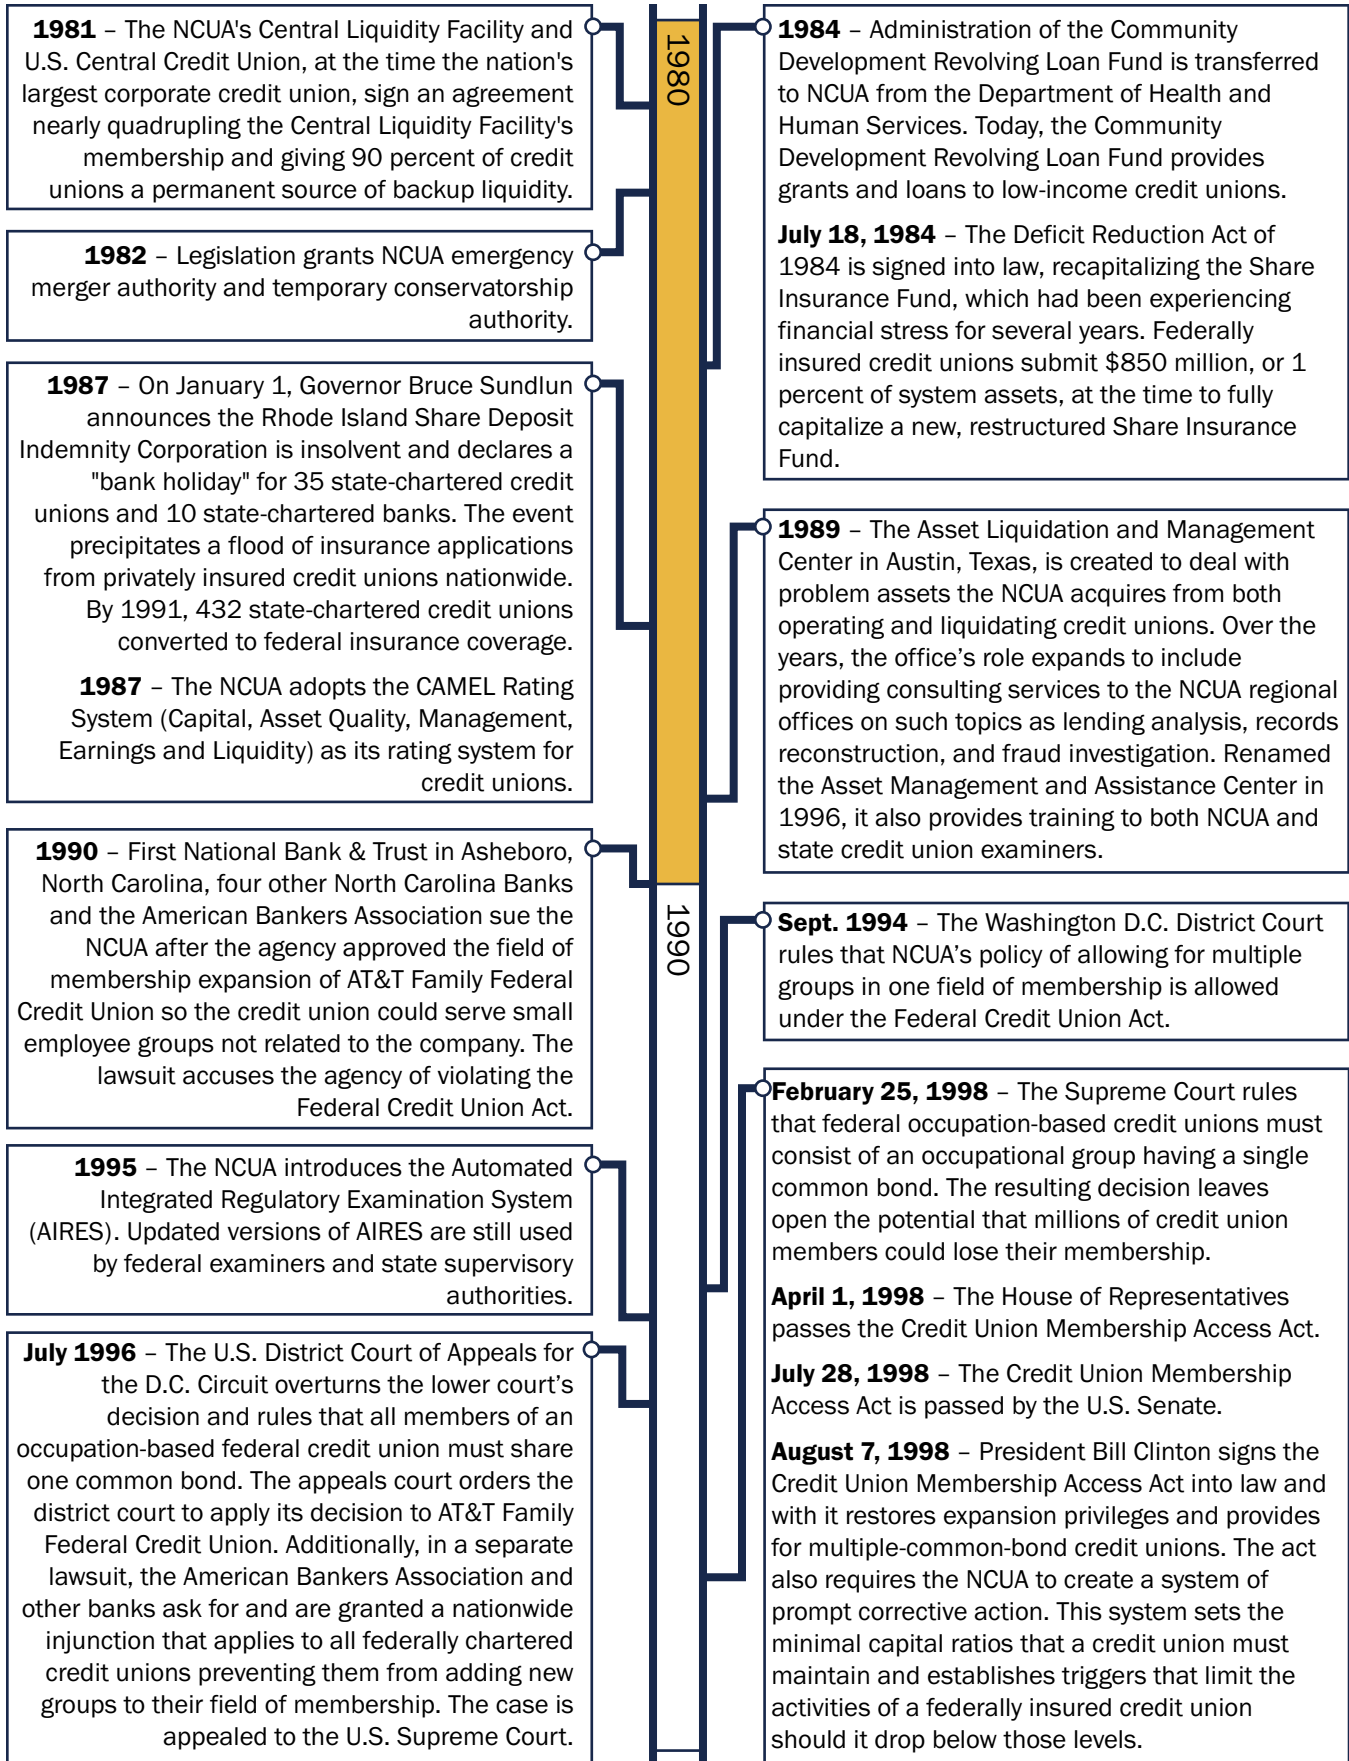 1981 – The NCUA's Central Liquidity Facility and
U.S. Central Credit Union, at the time the nation's
largest corporate credit union, sign an agreement
nearly quadrupling the Central Liquidity Facility's
membership and giving 90 percent of credit
unions a permanent source of backup liquidity.
1982 – Legislation grants NCUA emergency
merger authority and temporary conservatorship
authority.
1987 – On January 1, Governor Bruce Sundlun
announces the Rhode Island Share Deposit
Indemnity Corporation is insolvent and declares a
"bank holiday" for 35 state-chartered credit
unions and 10 state-chartered banks. The event
precipitates a flood of insurance applications
from privately insured credit unions nationwide.
By 1991, 432 state-chartered credit unions
converted to federal insurance coverage.
1987 – The NCUA adopts the CAMEL Rating
System (Capital, Asset Quality, Management,
Earnings and Liquidity) as its rating system for
credit unions.
1990 – First National Bank & Trust in Asheboro,
North Carolina, four other North Carolina Banks
and the American Bankers Association sue the
NCUA after the agency approved the field of
membership expansion of AT&T Family Federal
Credit Union so the credit union could serve small
employee groups not related to the company. The
lawsuit accuses the agency of violating the
Federal Credit Union Act.
1995 – The NCUA introduces the Automated
Integrated Regulatory Examination System
(AIRES). Updated versions of AIRES are still used
by federal examiners and state supervisory
authorities.
July 1996 – The U.S. District Court of Appeals for
the D.C. Circuit overturns the lower court’s
decision and rules that all members of an
occupation-based federal credit union must share
one common bond. The appeals court orders the
district court to apply its decision to AT&T Family
Federal Credit Union. Additionally, in a separate
lawsuit, the American Bankers Association and
other banks ask for and are granted a nationwide
injunction that applies to all federally chartered
credit unions preventing them from adding new
groups to their field of membership. The case is
appealed to the U.S. Supreme Court.
1980
1990
1984 – Administration of the Community
Development Revolving Loan Fund is transferred
to NCUA from the Department of Health and
Human Services. Today, the Community
Development Revolving Loan Fund provides
grants and loans to low-income credit unions.
July 18, 1984 – The Deficit Reduction Act of
1984 is signed into law, recapitalizing the Share
Insurance Fund, which had been experiencing
financial stress for several years. Federally
insured credit unions submit $850 million, or 1
percent of system assets, at the time to fully
capitalize a new, restructured Share Insurance
Fund.
1989 – The Asset Liquidation and Management
Center in Austin, Texas, is created to deal with
problem assets the NCUA acquires from both
operating and liquidating credit unions. Over the
years, the office’s role expands to include
providing consulting services to the NCUA regional
offices on such topics as lending analysis, records
reconstruction, and fraud investigation. Renamed
the Asset Management and Assistance Center in
1996, it also provides training to both NCUA and
state credit union examiners.
Sept. 1994 – The Washington D.C. District Court
rules that NCUA’s policy of allowing for multiple
groups in one field of membership is allowed
under the Federal Credit Union Act.
February 25, 1998 – The Supreme Court rules
that federal occupation-based credit unions must
consist of an occupational group having a single
common bond. The resulting decision leaves
open the potential that millions of credit union
members could lose their membership.
April 1, 1998 – The House of Representatives
passes the Credit Union Membership Access Act.
July 28, 1998 – The Credit Union Membership
Access Act is passed by the U.S. Senate.
August 7, 1998 – President Bill Clinton signs the
Credit Union Membership Access Act into law and
with it restores expansion privileges and provides
for multiple-common-bond credit unions. The act
also requires the NCUA to create a system of
prompt corrective action. This system sets the
minimal capital ratios that a credit union must
maintain and establishes triggers that limit the
activities of a federally insured credit union
should it drop below those levels.